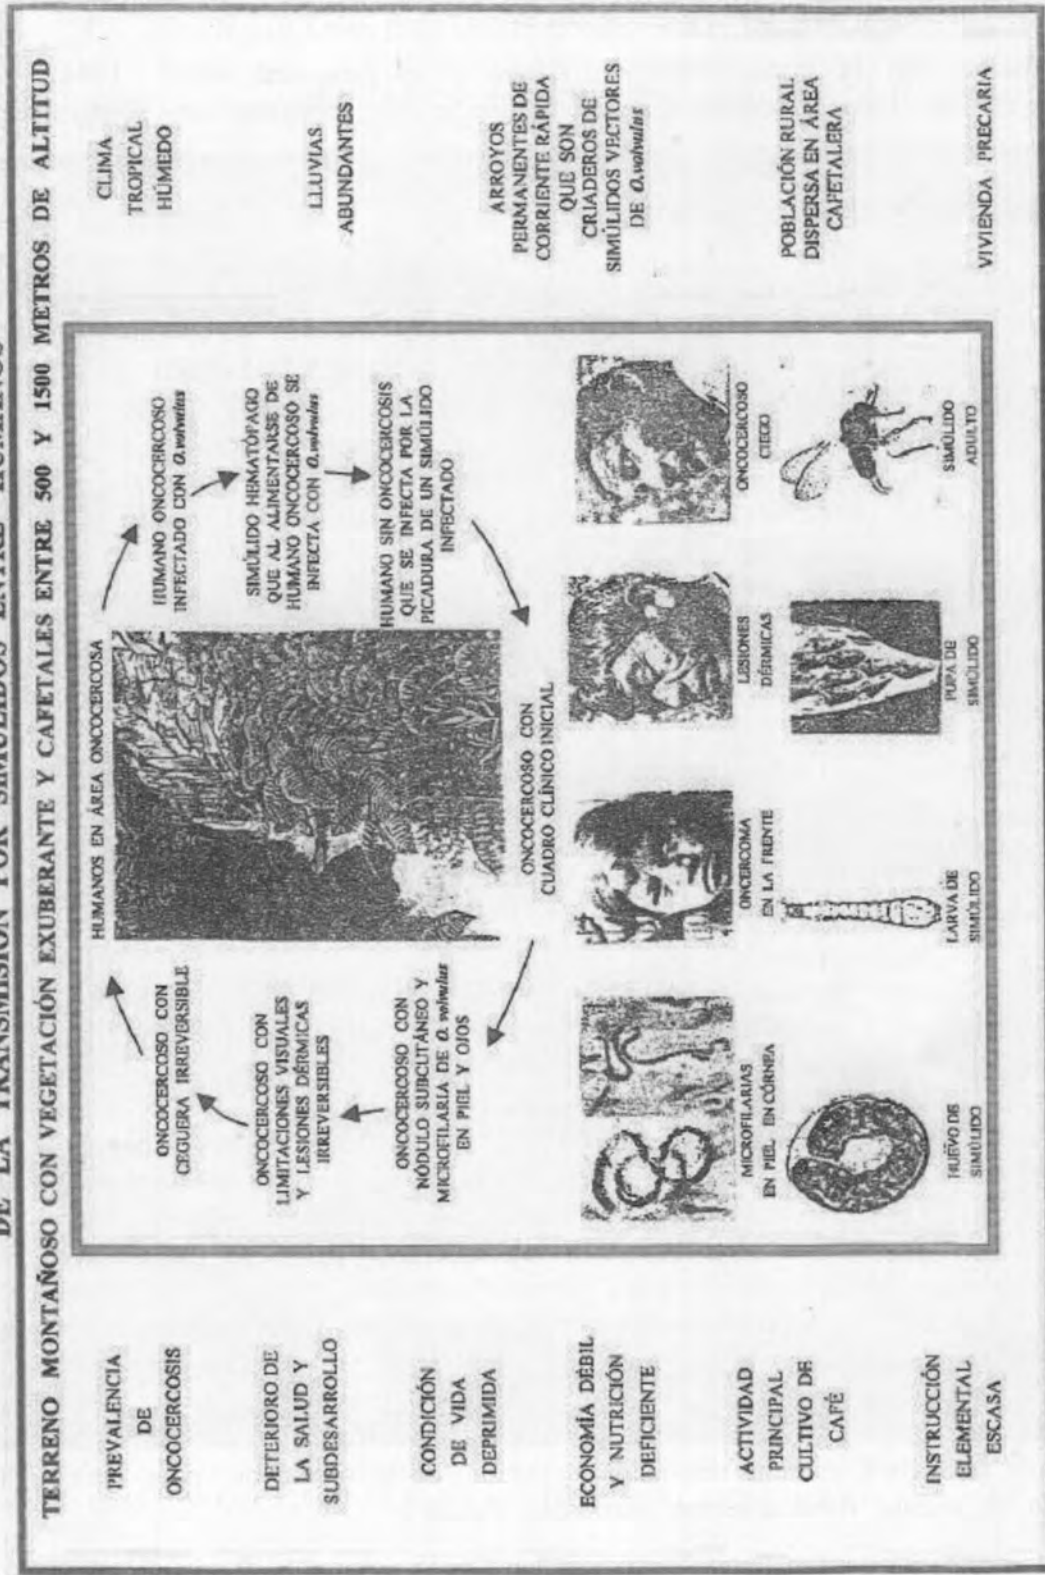 DE LA TRANSMISIÓN POR SIMÚLIDOS ENTRE HUMANOS
TERRENO MONTAÑOSO CON VEGETACIÓN EXUBERANTE Y CAFETALES ENTRE 500 Y 1500 METROS DE ALTITUD
PREVALENCIA
DE
ONCOCERCOSIS
DETERIORO DE
LA SALUD Y
SUBDESARROLLO
CONDICIÓN
DE VIDA
DEPRIMIDA
ECONOMÍA DÉBIL
Y NUTRICIÓN
DEFICIENTE
ACTIVIDAD
PRINCIPAL
CULTIVO DE
CAFÉ
INSTRUCCIÓN
ELEMENTAL
ESCASA
HUMANOS EN ÁREA ONCOCERCOSA
HUMANO ONCOCERCOSO
INFECTADO CON O.volvulus
SIMÚLIDO HEMATÓFAGO
QUE AL ALIMENTARSE DE
HUMANO ONCOCERCOSO SE
INFECTA CON O.volvulus
HUMANO SIN ONCOCERCOSIS
QUE SE INFECTA POR LA
PICADURA DE UN SIMÚLIDO
INFECTADO
ONCOCERCOSO CON
CUADRO CLÍNICO INICIAL
ONCOCERCOSO CON
NÓDULO SUBCUTÁNEO Y
MICROFILARIA DE O. volvulus
EN PIEL Y OJOS
ONCOCERCOSO CON
LIMITACIONES VISUALES
Y LESIONES DÉRMICAS
IRREVERSIBLES
ONCOCERCOSO CON
CEGUERA IRREVERSIBLE
MICROFILARIAS
EN PIEL EN CÓRNEA
ONCERCOMA
EN LA FRENTE
LESIONES
DÉRMICAS
ONCOCERCOSO
CIEGO
HUEVO DE
SIMÚLIDO
LARVA DE
SIMÚLIDO
PUPA DE
SIMÚLIDO
SIMÚLIDO
ADULTO
CLIMA
TROPICAL
HÚMEDO
LLUVIAS
ABUNDANTES
ARROYOS
PERMANENTES DE
CORRIENTE RÁPIDA
QUE SON
CRIADEROS DE
SIMÚLIDOS VECTORES
DE O.volvulus
POBLACIÓN RURAL
DISPERSA EN ÁREA
CAFETALERA
VIVIENDA PRECARIA